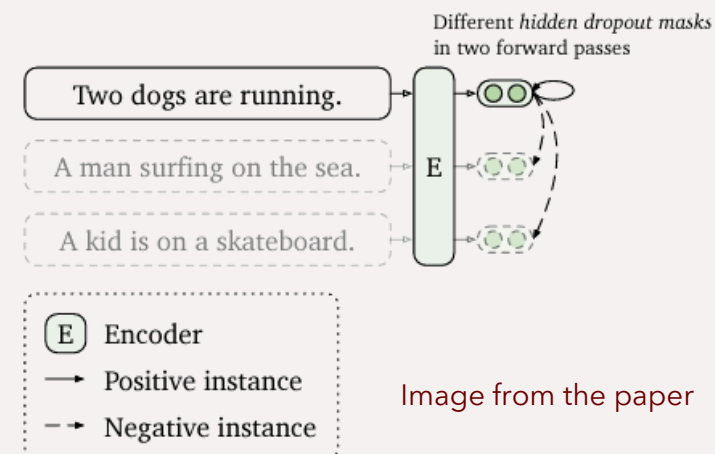 Different hidden dropout masks
in two forward passes
Two dogs are running.
A man surfing on the sea.
E
A kid is on a skateboard.
E Encoder
Positive instance
Negative instance
Image from the paper